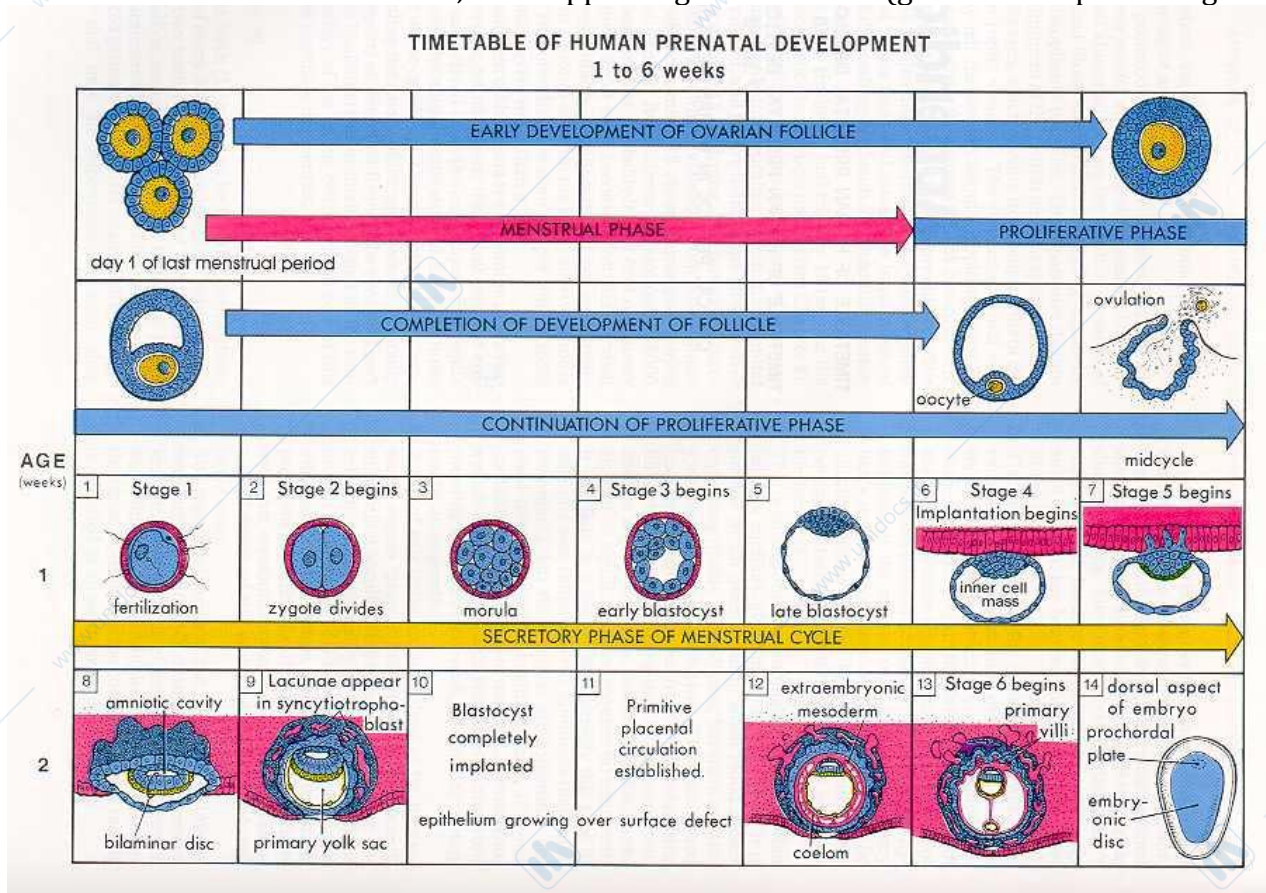 TIMETABLE OF HUMAN PRENATAL DEVELOPMENT
1 to 6 weeks
EARLY DEVELOPMENT OF OVARIAN FOLLICLE
MENSTRUAL PHASE
PROLIFERATIVE PHASE
day 1 of last menstrual period
COMPLETION OF DEVELOPMENT OF FOLLICLE
oocyte
ovulation
CONTINUATION OF PROLIFERATIVE PHASE
midcycle
AGE
(weeks)
1
1 Stage 1
fertilization
2 Stage 2 begins
zygote divides
3
morula
4 Stage 3 begins
early blastocyst
5
late blastocyst
6 Stage 4
Implantation begins
inner cell
mass
7 Stage 5 begins
SECRETORY PHASE OF MENSTRUAL CYCLE
2
8
amniotic cavity
bilaminar disc
9 Lacunae appear
in syncytiotropho-
blast
primary yolk sac
10
Blastocyst
completely
implanted
11
Primitive
placental
circulation
established.
epithelium growing over surface defect
12 extraembryonic
mesoderm
coelom
13 Stage 6 begins
primary
villi
14 dorsal aspect
of embryo
prochordal
plate
embry-
onic
disc